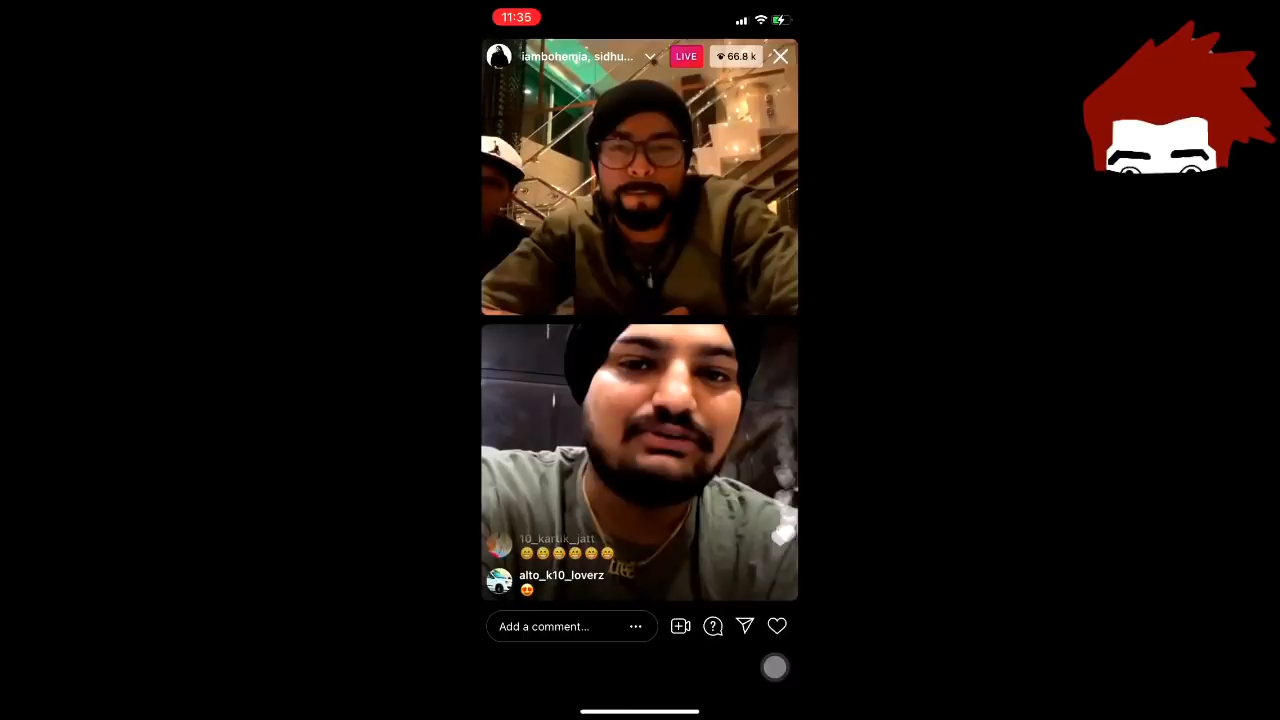 11:35
iambohemia, sidhu...
LIVE
66.8 k
10_kartik_jatt
😄😄😄😄😄😄
alto_k10_loverz
😍
Add a comment...